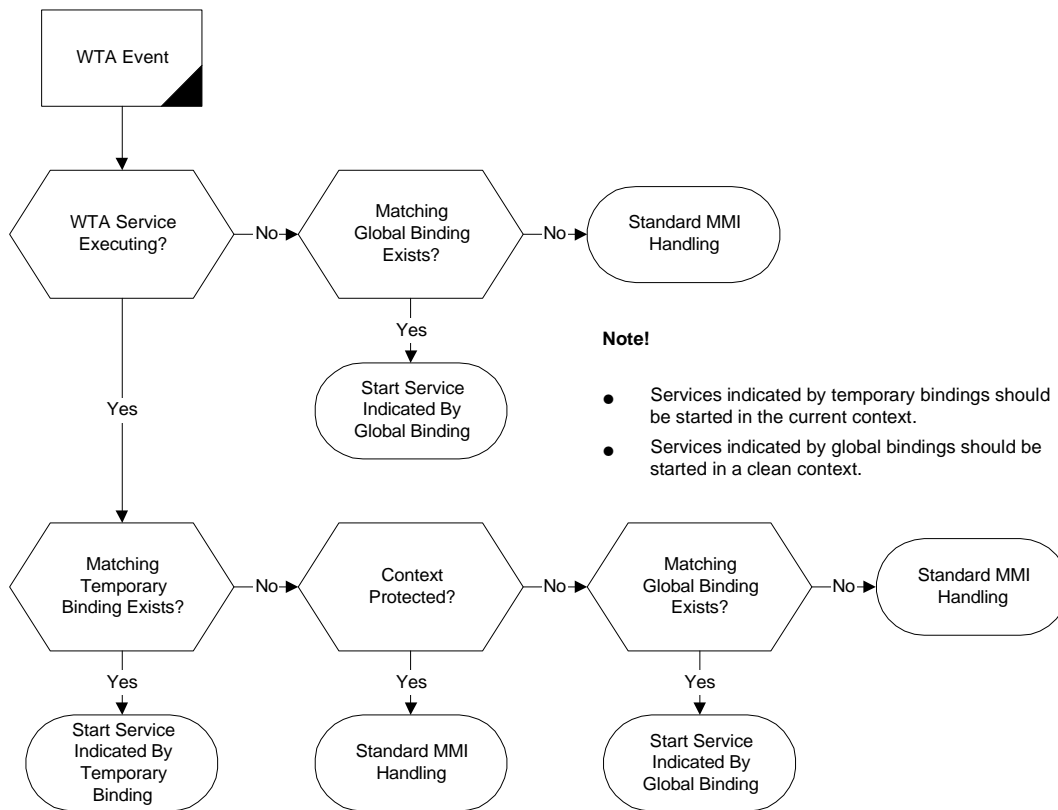 WTA Event
WTA Service
Executing?
No
Matching
Global Binding
Exists?
No
Standard MMI
Handling
Yes
Start Service
Indicated By
Global Binding
Yes
Note!
● Services indicated by temporary bindings should
be started in the current context.
● Services indicated by global bindings should be
started in a clean context.
Matching
Temporary
Binding Exists?
No
Context
Protected?
No
Matching
Global Binding
Exists?
No
Standard MMI
Handling
Yes
Yes
Yes
Start Service
Indicated By
Temporary
Binding
Standard MMI
Handling
Start Service
Indicated By
Global Binding